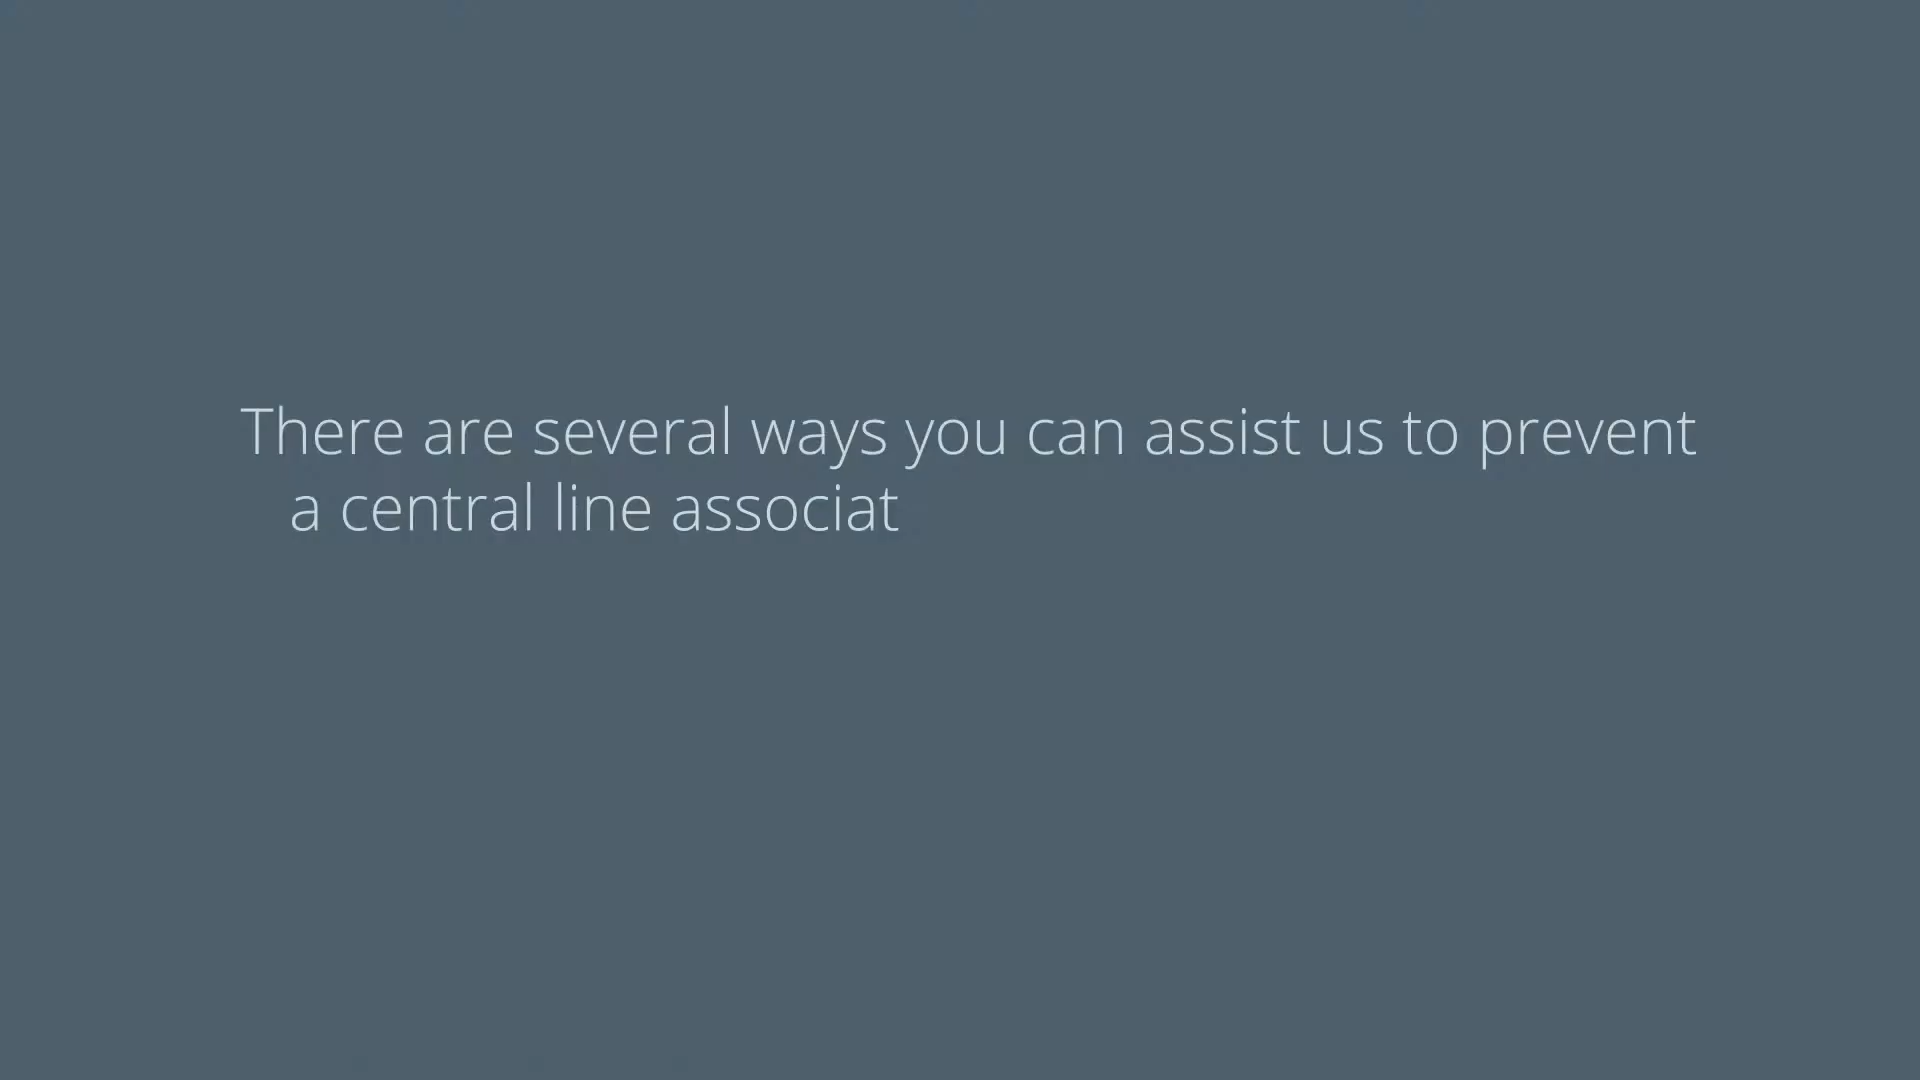 There are several ways you can assist us to prevent
a central line associat